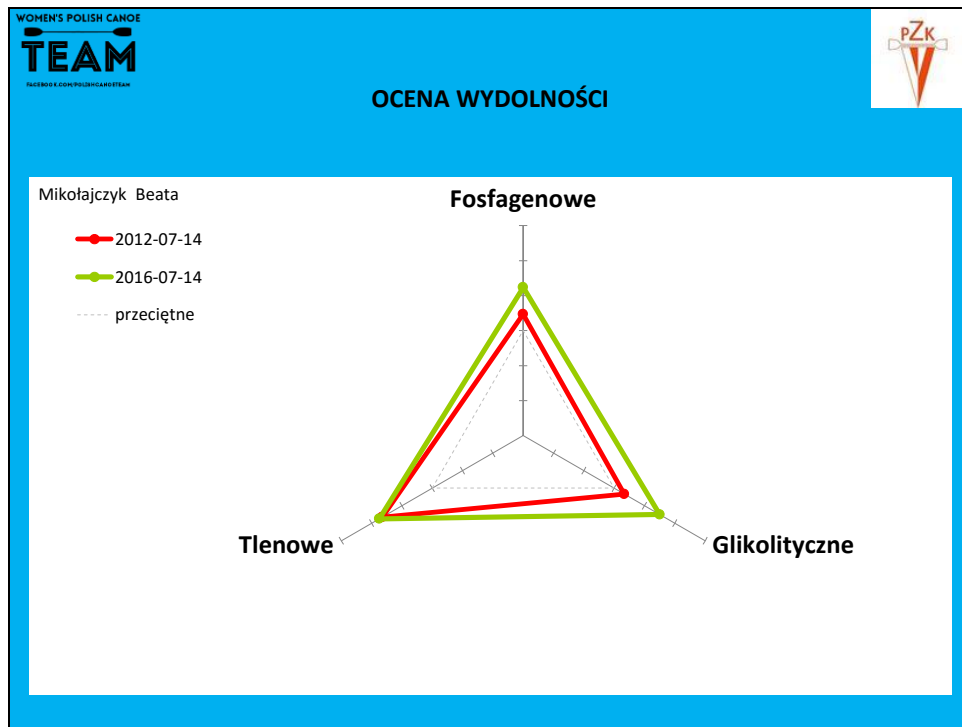 WOMEN'S POLISH CANOE
TEAM
FACEBOOK.COM/POLISHCANOETEAM
PZK
OCENA WYDOLNOŚCI
Mikołajczyk Beata
2012-07-14
2016-07-14
przeciętne
Fosfagenowe
Tlenowe
Glikolityczne